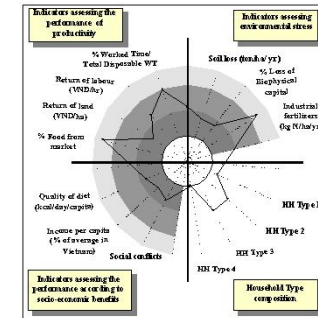 Indicators assessing the
performance of
productivity
Indicators assessing
environmental stress
% Worked Time/
Total Disposable WT
Soil loss (ton/ha/ yr)
% Loss of
Biophysical
capital
Return of labour
(VND/hr)
Industrial
fertilizers
(kg N/ha/yr)
Return of land
(VND/ha)
% Food from
market
Quality of diet
(kcal/day/capita)
HH Type 1
Income per capita
(% of average in
Vietnam)
HH Type 2
Social conflicts
HH Type 3
HH Type 4
Indicators assessing the
performance according to
socio-economic benefits
Household Type
composition